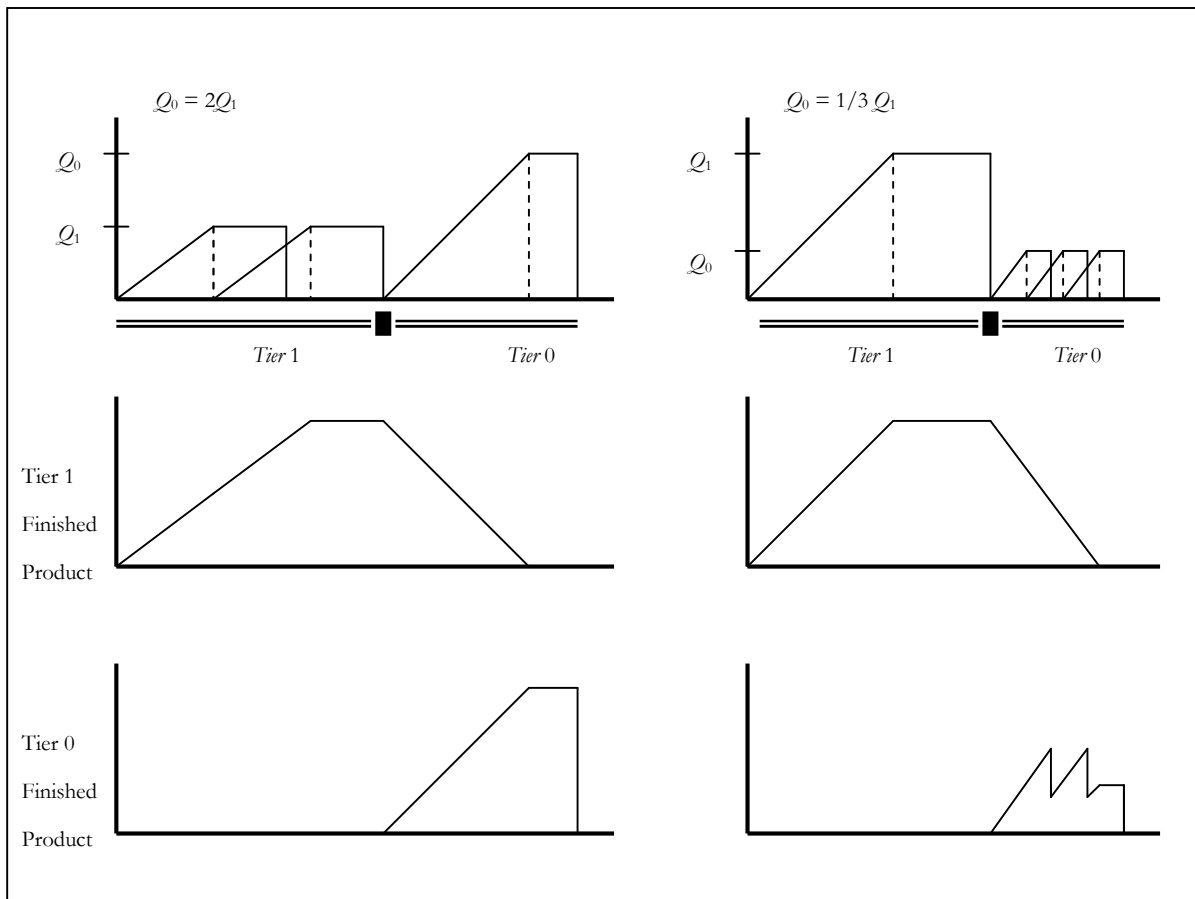 Q0 = 2Q1
Q0
Q1
Tier 1
Tier 0
Q0 = 1/3 Q1
Q1
Q0
Tier 1
Tier 0
Tier 1
Finished
Product
Tier 0
Finished
Product